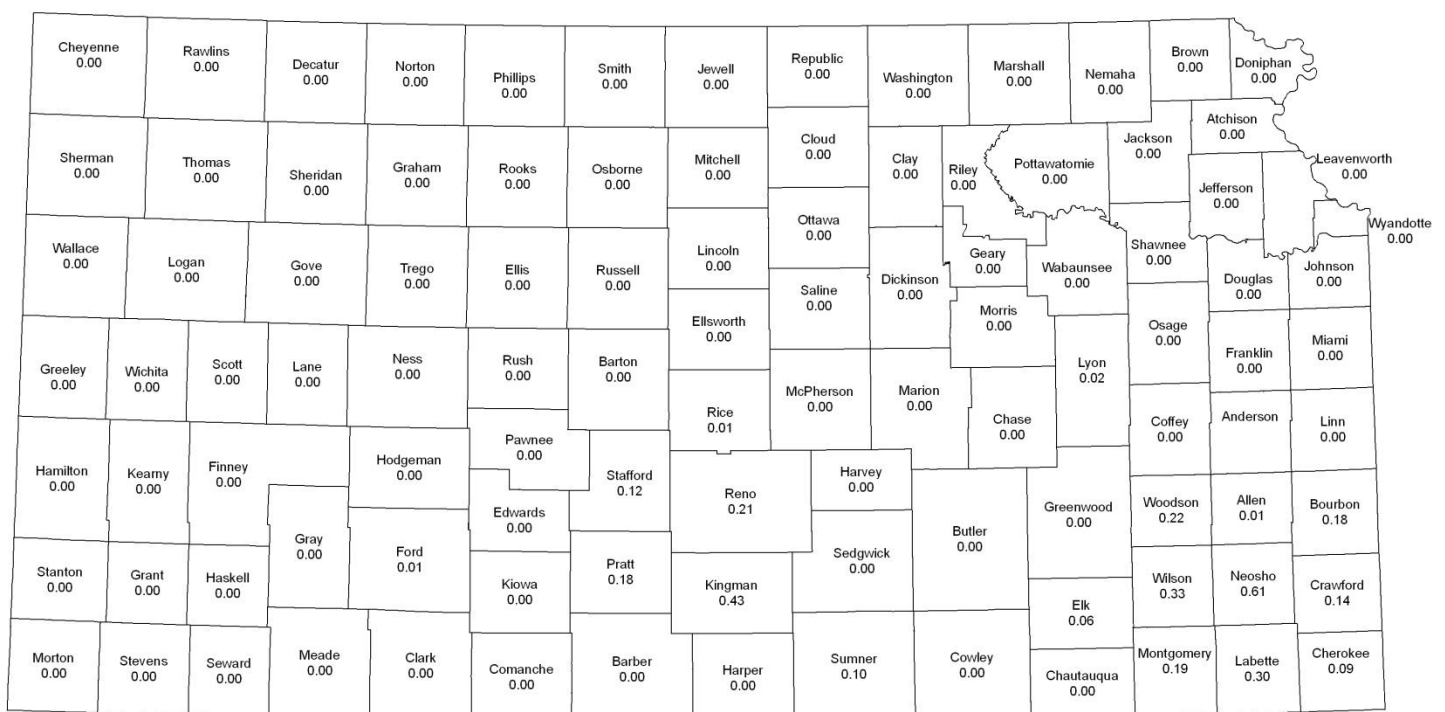 Cheyenne
0.00
Rawlins
0.00
Decatur
0.00
Norton
0.00
Phillips
0.00
Smith
0.00
Jewell
0.00
Republic
0.00
Washington
0.00
Marshall
0.00
Nemaha
0.00
Brown
0.00
Doniphan
0.00
Sherman
0.00
Thomas
0.00
Sheridan
0.00
Graham
0.00
Rooks
0.00
Osborne
0.00
Mitchell
0.00
Cloud
0.00
Clay
0.00
Riley
0.00
Pottawatomie
0.00
Jackson
0.00
Atchison
0.00
Jefferson
0.00
Leavenworth
0.00
Wyandotte
0.00
Wallace
0.00
Logan
0.00
Gove
0.00
Trego
0.00
Ellis
0.00
Russell
0.00
Lincoln
0.00
Ottawa
0.00
Saline
0.00
Dickinson
0.00
Geary
0.00
Wabaunsee
0.00
Shawnee
0.00
Douglas
0.00
Johnson
0.00
Greeley
0.00
Wichita
0.00
Scott
0.00
Lane
0.00
Ness
0.00
Rush
0.00
Barton
0.00
Ellsworth
0.00
Rice
0.01
McPherson
0.00
Marion
0.00
Morris
0.00
Chase
0.00
Lyon
0.02
Osage
0.00
Franklin
0.00
Miami
0.00
Coffey
0.00
Anderson
Linn
0.00
Hamilton
0.00
Kearny
0.00
Finney
0.00
Hodgeman
0.00
Pawnee
0.00
Stafford
0.12
Reno
0.21
Harvey
0.00
Butler
0.00
Greenwood
0.00
Woodson
0.22
Allen
0.01
Bourbon
0.18
Gray
0.00
Ford
0.01
Edwards
0.00
Kiowa
0.00
Pratt
0.18
Kingman
0.43
Sedgwick
0.00
Elk
0.06
Wilson
0.33
Neosho
0.61
Crawford
0.14
Stanton
0.00
Grant
0.00
Haskell
0.00
Morton
0.00
Stevens
0.00
Seward
0.00
Meade
0.00
Clark
0.00
Comanche
0.00
Barber
0.00
Harper
0.00
Sumner
0.10
Cowley
0.00
Chautauqua
0.00
Montgomery
0.19
Labette
0.30
Cherokee
0.09